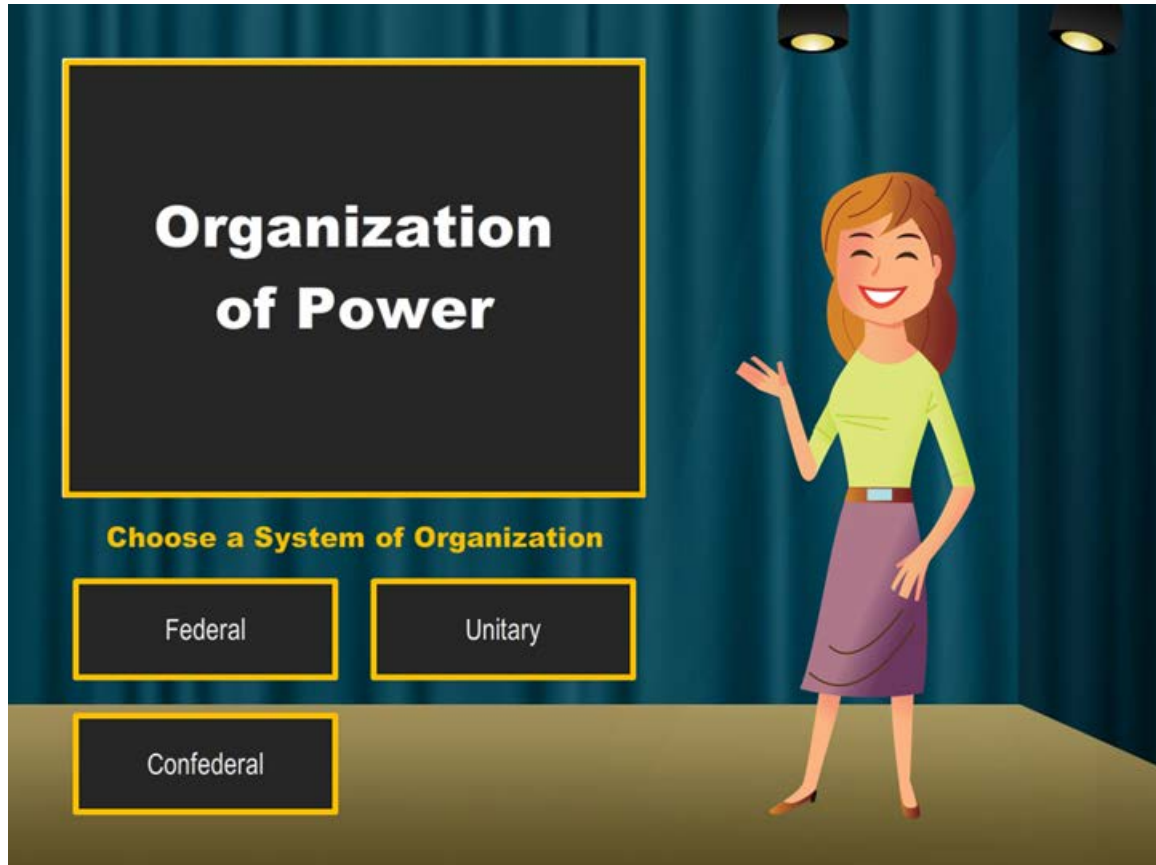 Organization
of Power
Choose a System of Organization
Federal
Unitary
Confederal